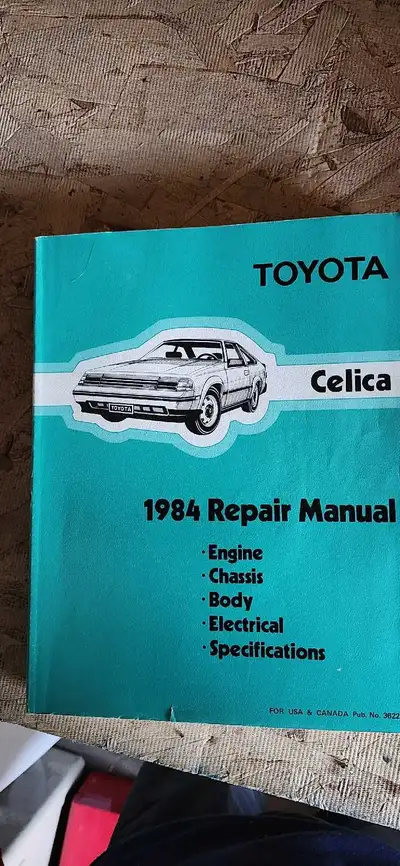 TOYOTA
Celica
TOYOTA
1984 Repair Manual
· Engine
· Chassis
· Body
· Electrical
· Specifications
FOR USA & CANADA Pub. No. 3622